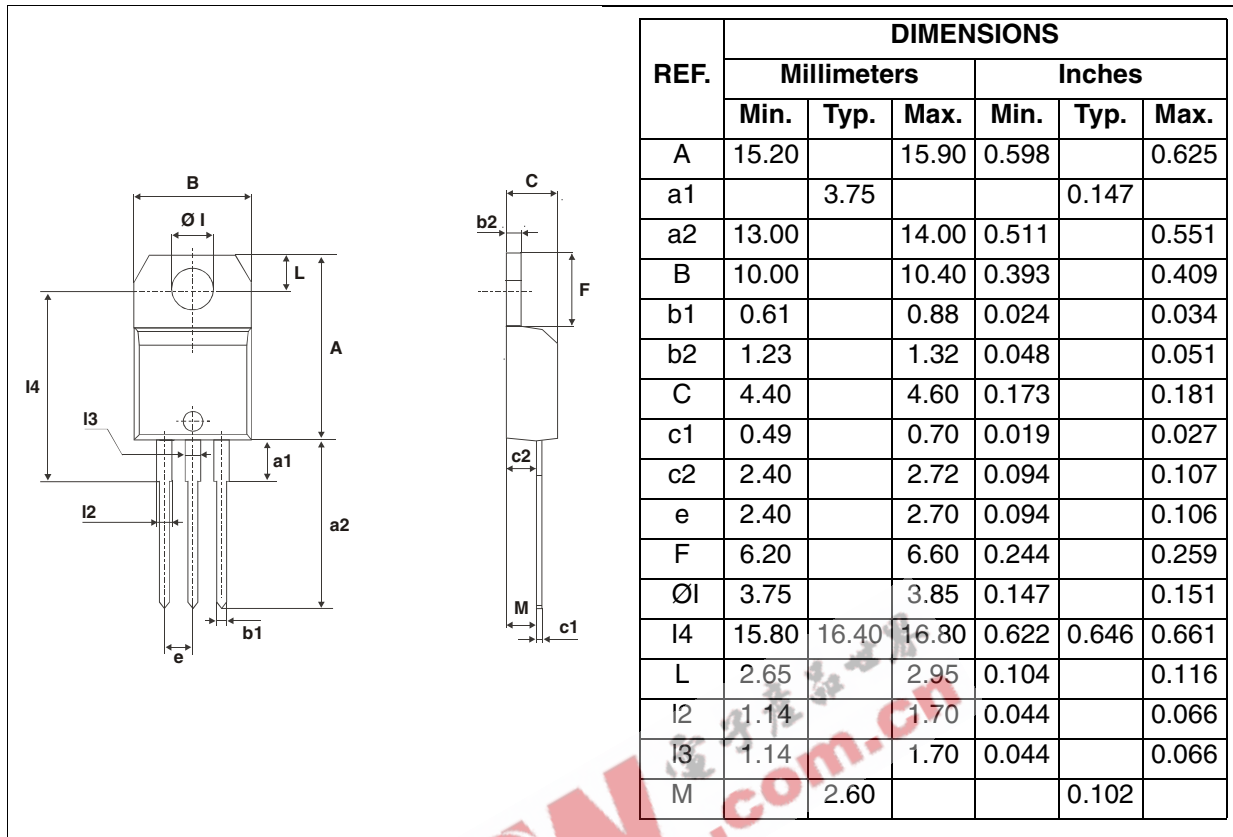 B
Ø I
L
A
I4
I3
a1
I2
a2
b1
e
C
b2
F
c2
M
c1
DIMENSIONS
REF. Millimeters Inches
Min. Typ. Max. Min. Typ. Max.
A 15.20 15.90 0.598 0.625
a1 3.75 0.147
a2 13.00 14.00 0.511 0.551
B 10.00 10.40 0.393 0.409
b1 0.61 0.88 0.024 0.034
b2 1.23 1.32 0.048 0.051
C 4.40 4.60 0.173 0.181
c1 0.49 0.70 0.019 0.027
c2 2.40 2.72 0.094 0.107
e 2.40 2.70 0.094 0.106
F 6.20 6.60 0.244 0.259
ØI 3.75 3.85 0.147 0.151
I4 15.80 16.40 16.80 0.622 0.646 0.661
L 2.65 2.95 0.104 0.116
I2 1.14 1.70 0.044 0.066
I3 1.14 1.70 0.044 0.066
M 2.60 0.102
子產品世界
.com.cn